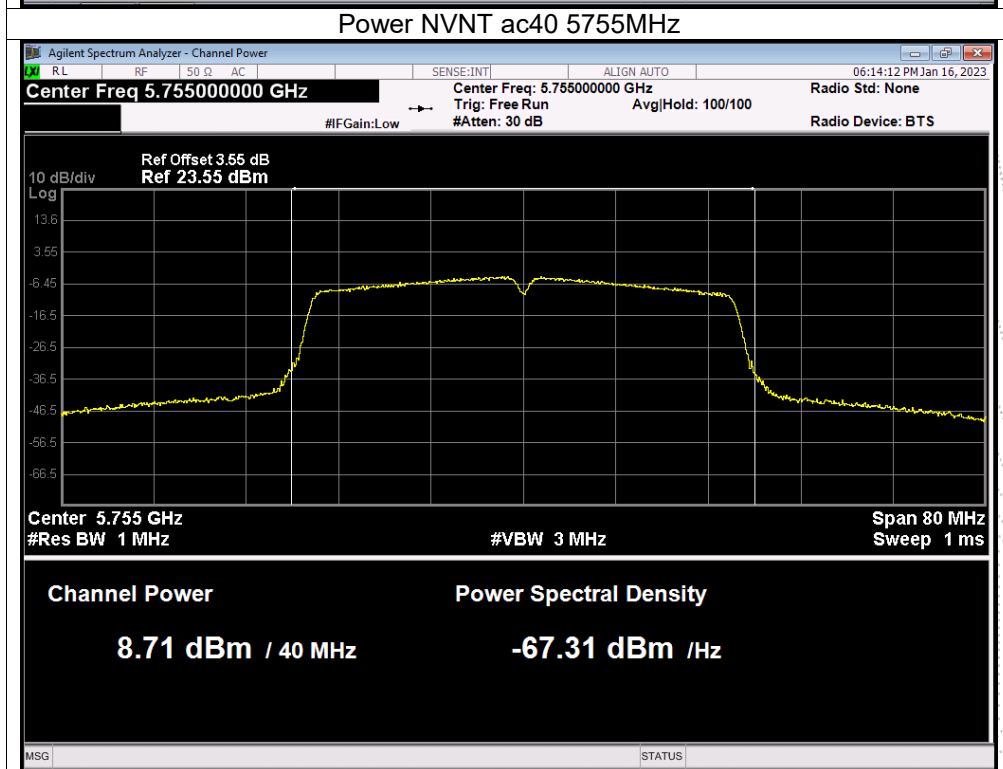 Power NVNT ac40 5755MHz
Agilent Spectrum Analyzer - Channel Power
LXI RL RF 50 Ω AC SENSE:INT ALIGN AUTO 06:14:12 PM Jan 16, 2023
Center Freq 5.755000000 GHz Center Freq: 5.755000000 GHz Radio Std: None
Trig: Free Run Avg|Hold: 100/100
#IFGain:Low #Atten: 30 dB Radio Device: BTS
Ref Offset 3.55 dB
10 dB/div Ref 23.55 dBm
Log
13.6
3.55
-6.45
-16.5
-26.5
-36.5
-46.5
-56.5
-66.5
Center 5.755 GHz Span 80 MHz
#Res BW 1 MHz #VBW 3 MHz Sweep 1 ms
Channel Power Power Spectral Density
8.71 dBm / 40 MHz -67.31 dBm /Hz
MSG STATUS